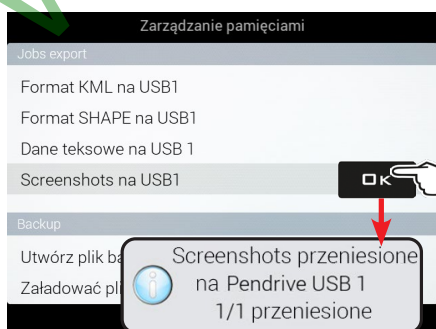 Zarządzanie pamięciami
Jobs export
Format KML na USB1
Format SHAPE na USB1
Dane teksowe na USB 1
Screenshots na USB1
OK
Backup
Utwórz plik ba
Załadować pli
Screenshots przeniesione
na Pendrive USB 1
1/1 przeniesione